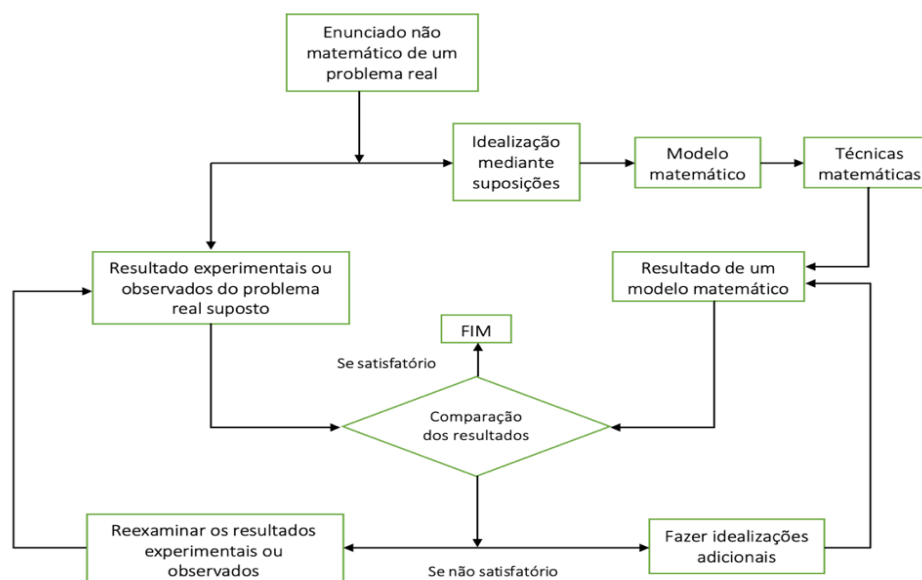 Enunciado não
matemático de um
problema real
Idealização
mediante
suposições
Modelo
matemático
Técnicas
matemáticas
Resultado experimentais ou
observados do problema
real suposto
Resultado de um
modelo matemático
FIM
Se satisfatório
Comparação
dos resultados
Reexaminar os resultados
experimentais ou
observados
Se não satisfatório
Fazer idealizações
adicionais